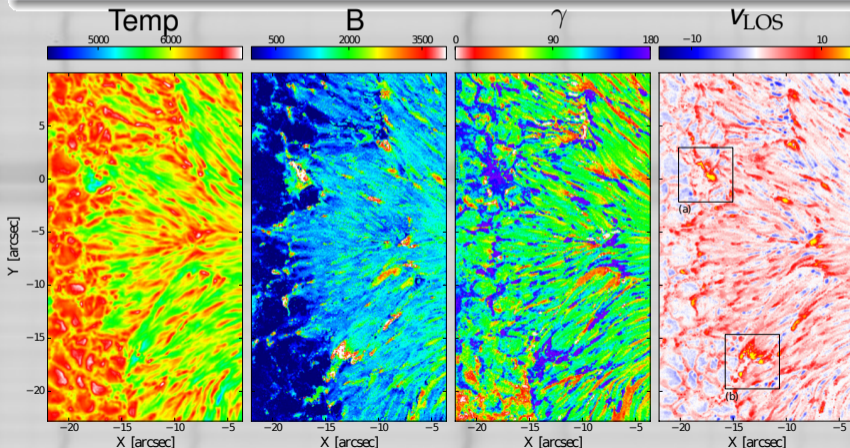 Temp B γ vLOS
5000 6000 500 2000 3500 0 90 180 −10 10
5
0
−5
−10
−15
−20
Y [arcsec]
(a)
(b)
−20 −15 −10 −5 −20 −15 −10 −5 −20 −15 −10 −5 −20 −15 −10 −5
X [arcsec] X [arcsec] X [arcsec] X [arcsec]